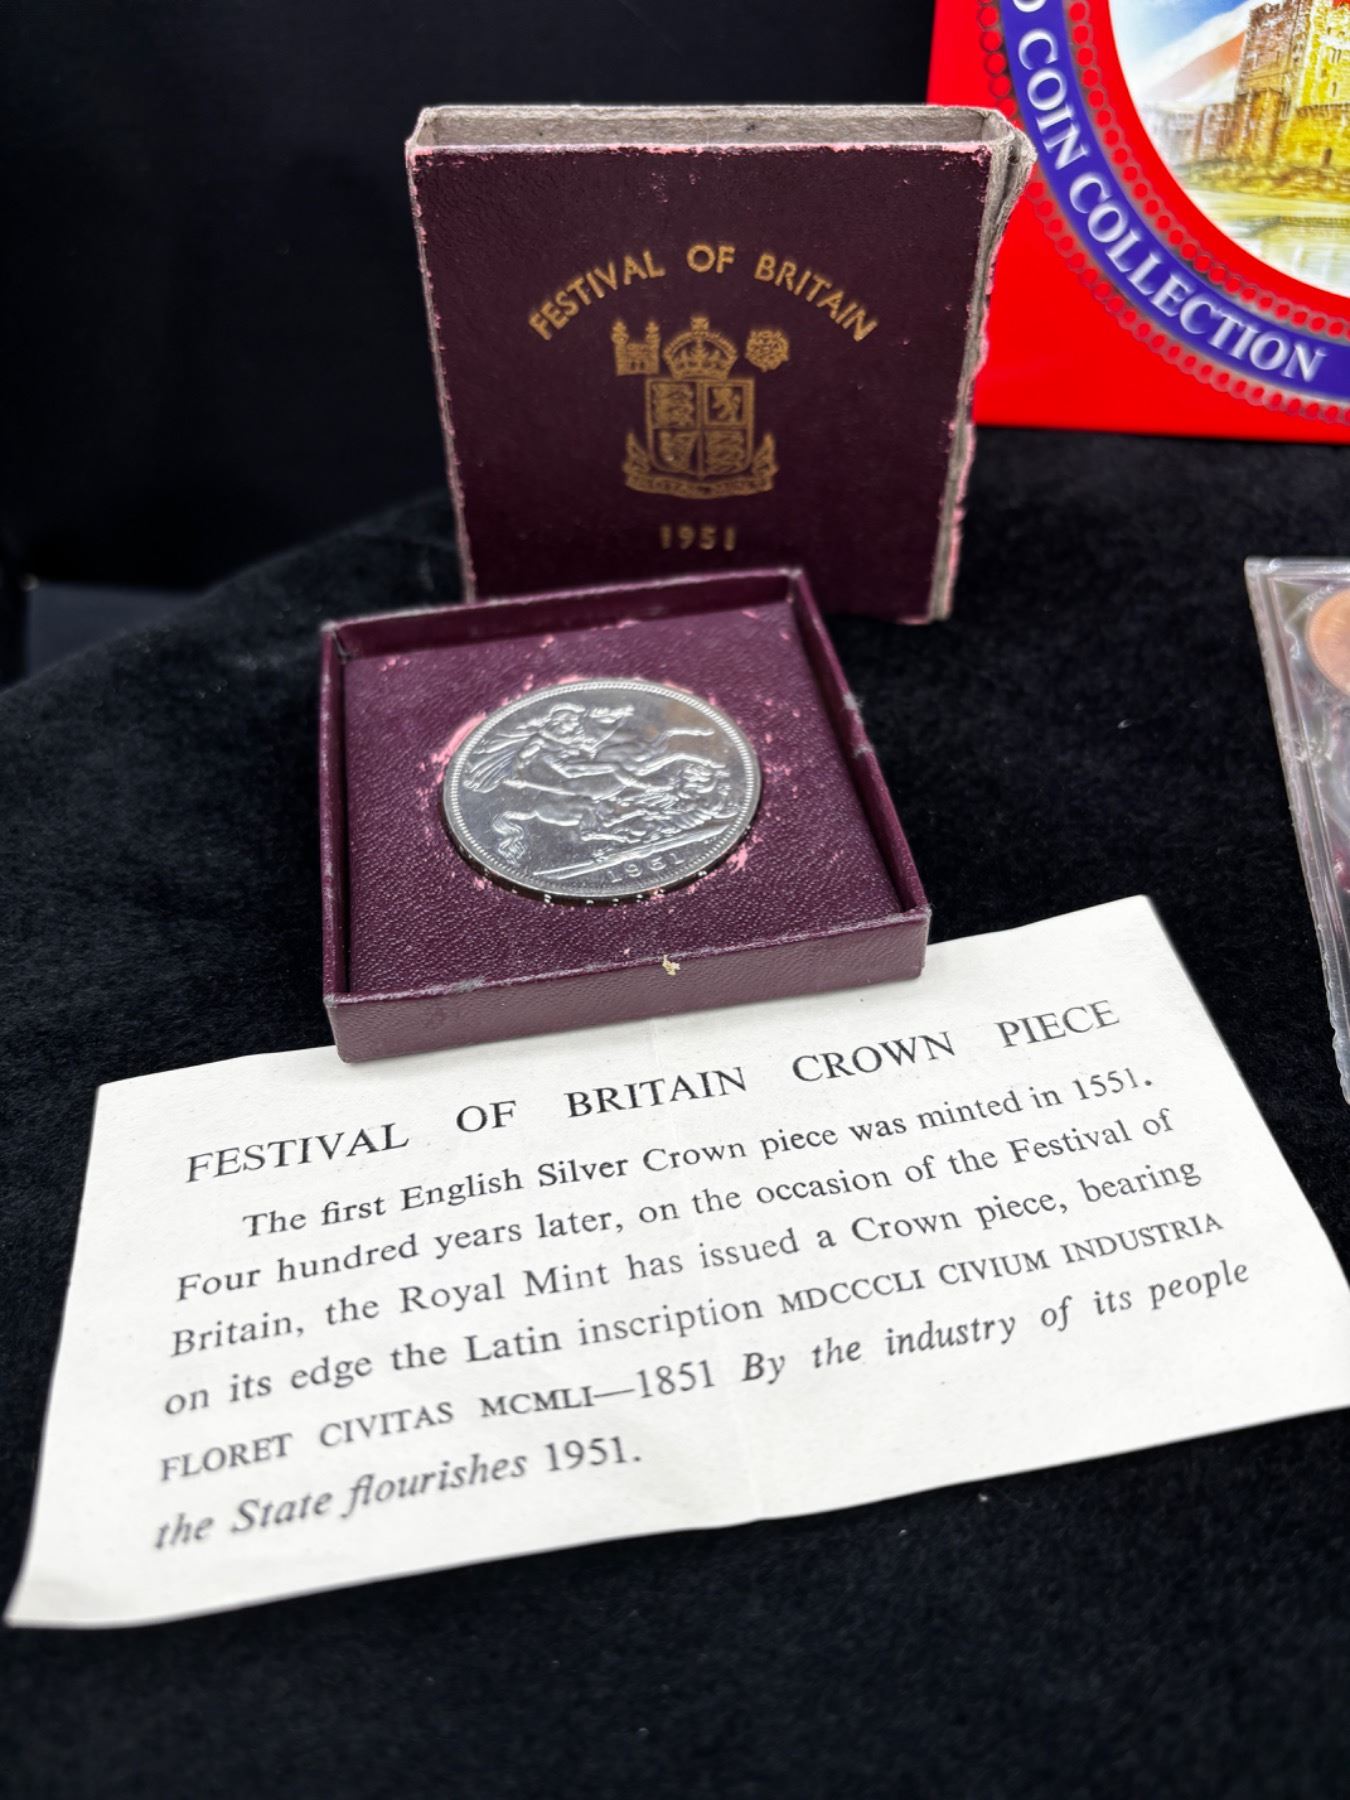 FESTIVAL OF BRITAIN
1951
COIN COLLECTION
1951
FESTIVAL OF BRITAIN CROWN PIECE
The first English Silver Crown piece was minted in 1551.
Four hundred years later, on the occasion of the Festival of
Britain, the Royal Mint has issued a Crown piece, bearing
on its edge the Latin inscription MDCCCLI CIVIUM INDUSTRIA
FLORET CIVITAS MCMLI—1851 By the industry of its people
the State flourishes 1951.